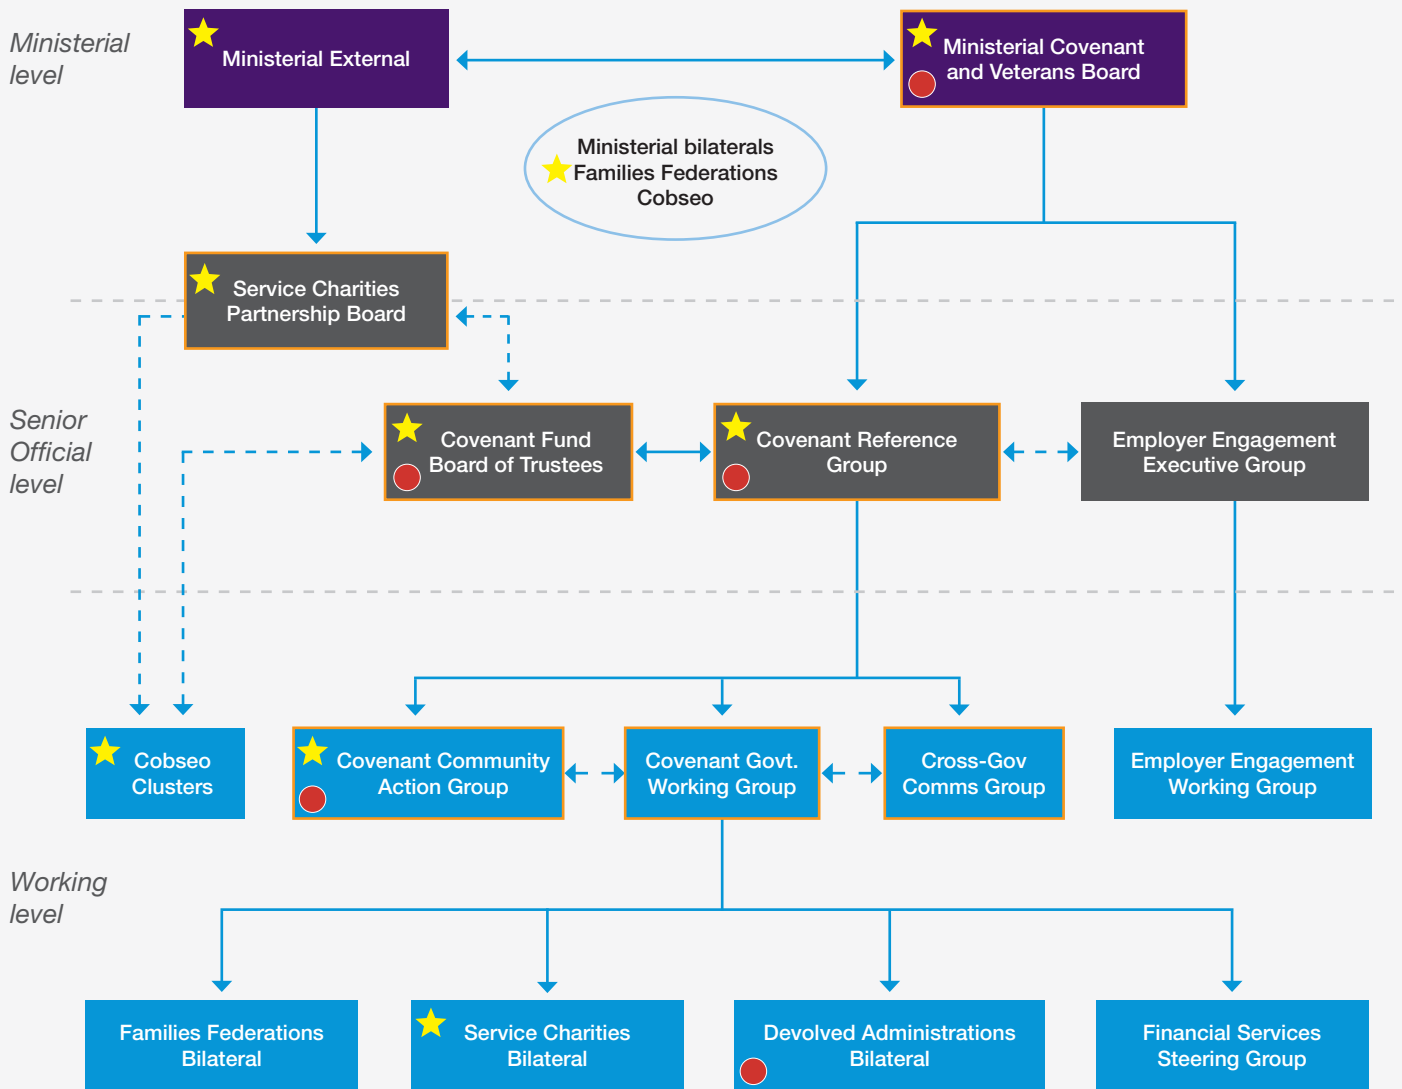 Ministerial
level
Ministerial External
Ministerial Covenant
and Veterans Board
Ministerial bilaterals
Families Federations
Cobseo
Service Charities
Partnership Board
Senior
Official
level
Covenant Fund
Board of Trustees
Covenant Reference
Group
Employer Engagement
Executive Group
Cobseo
Clusters
Covenant Community
Action Group
Covenant Govt.
Working Group
Cross-Gov
Comms Group
Employer Engagement
Working Group
Working
level
Families Federations
Bilateral
Service Charities
Bilateral
Devolved Administrations
Bilateral
Financial Services
Steering Group